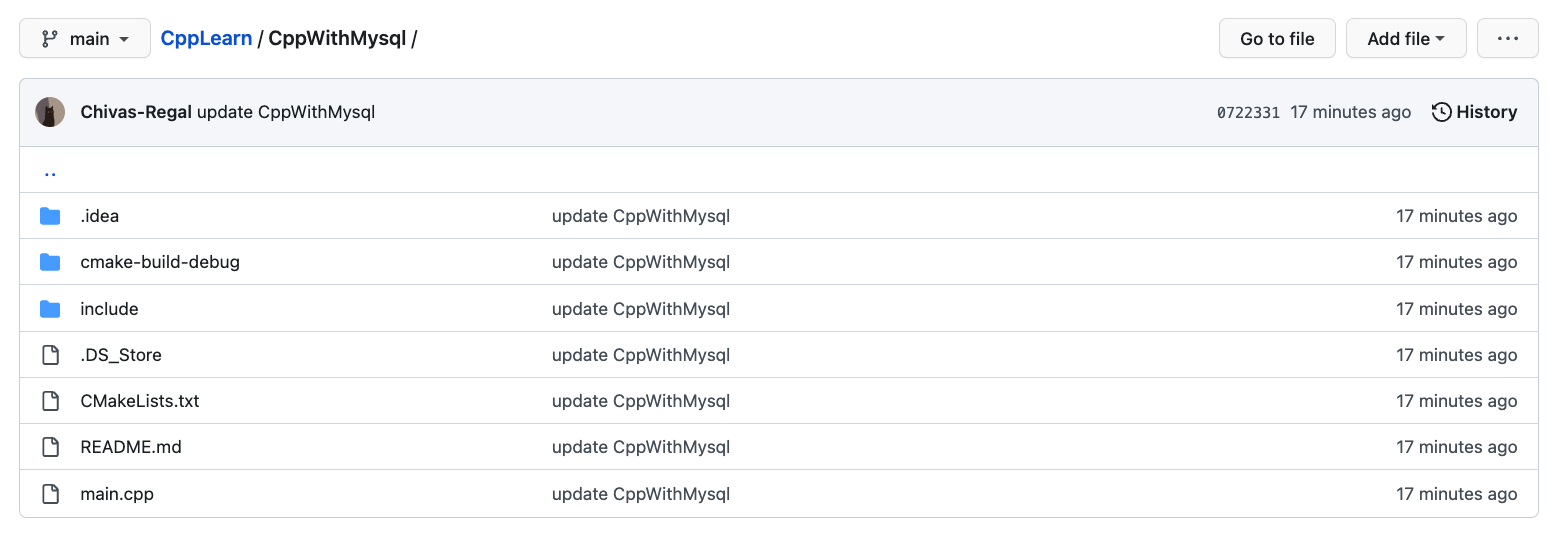 main CppLearn / CppWithMysql / Go to file Add file ...
Chivas-Regal update CppWithMysql 0722331 17 minutes ago History
..
.idea update CppWithMysql 17 minutes ago
cmake-build-debug update CppWithMysql 17 minutes ago
include update CppWithMysql 17 minutes ago
.DS_Store update CppWithMysql 17 minutes ago
CMakeLists.txt update CppWithMysql 17 minutes ago
README.md update CppWithMysql 17 minutes ago
main.cpp update CppWithMysql 17 minutes ago